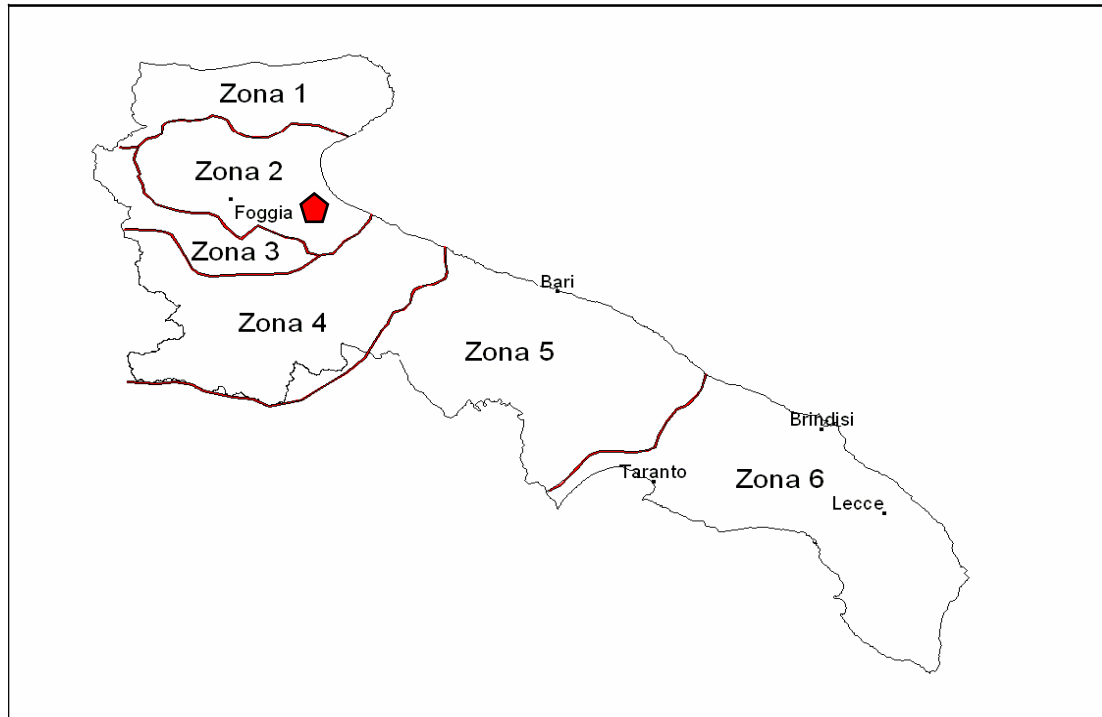 Zona 1
Zona 2
Foggia
Zona 3
Bari
Zona 4
Zona 5
Brindisi
Taranto
Zona 6
Lecce